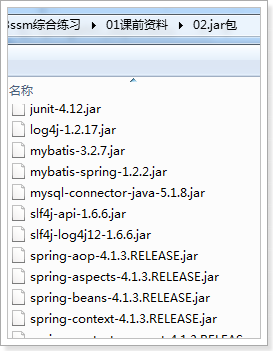 ssm综合练习 ▸ 01课前资料 ▸ 02.jar包
名称
junit-4.12.jar
log4j-1.2.17.jar
mybatis-3.2.7.jar
mybatis-spring-1.2.2.jar
mysql-connector-java-5.1.8.jar
slf4j-api-1.6.6.jar
slf4j-log4j12-1.6.6.jar
spring-aop-4.1.3.RELEASE.jar
spring-aspects-4.1.3.RELEASE.jar
spring-beans-4.1.3.RELEASE.jar
spring-context-4.1.3.RELEASE.jar